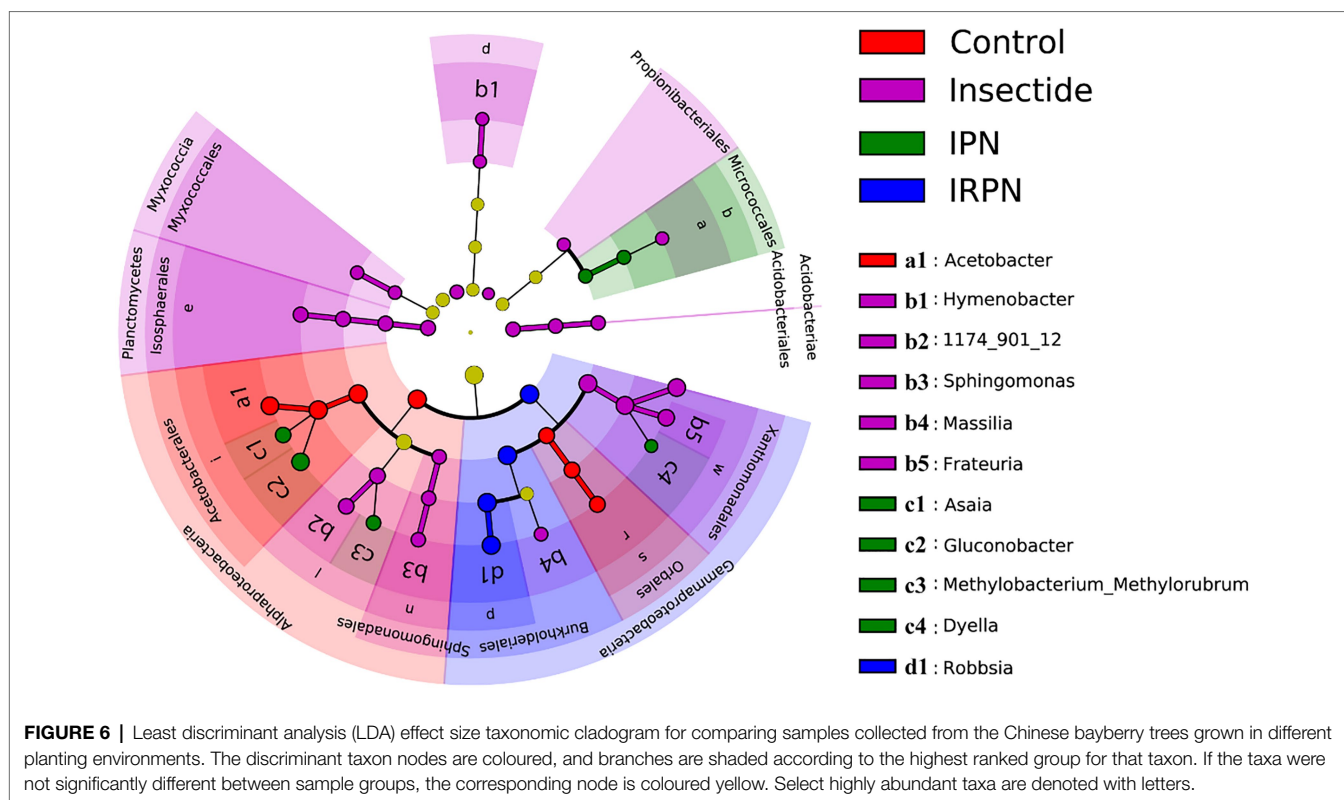 d
b1
Propionibacteriales
Micrococcales
b
a
Acidobacteriae
Acidobacteriales
Myxococcia
Myxococcales
Planctomycetes
Isosphaerales
e
a1
c1
c2
i
Acetobacterales
Alphaproteobacteria
b2
c3
l
b3
n
Sphingomonadales
d1
p
b4
Burkholderiales
Gammaproteobacteria
r
s
Orbales
b5
c4
w
Xanthomonadales
Control
Insectide
IPN
IRPN
a1 : Acetobacter
b1 : Hymenobacter
b2 : 1174_901_12
b3 : Sphingomonas
b4 : Massilia
b5 : Frateuria
c1 : Asaia
c2 : Gluconobacter
c3 : Methylobacterium_Methylorubrum
c4 : Dyella
d1 : Robbsia
FIGURE 6 | Least discriminant analysis (LDA) effect size taxonomic cladogram for comparing samples collected from the Chinese bayberry trees grown in different
planting environments. The discriminant taxon nodes are coloured, and branches are shaded according to the highest ranked group for that taxon. If the taxa were
not significantly different between sample groups, the corresponding node is coloured yellow. Select highly abundant taxa are denoted with letters.